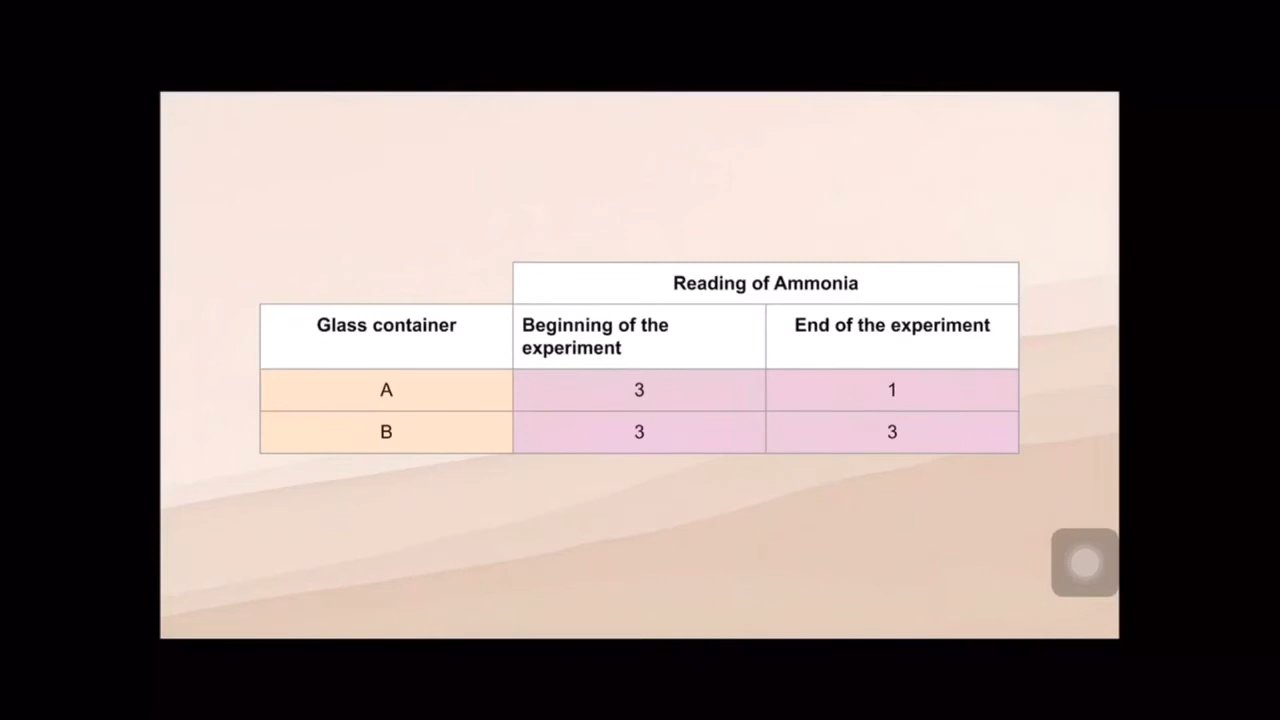 Reading of Ammonia
Glass container
Beginning of the
experiment
End of the experiment
A
3
1
B
3
3